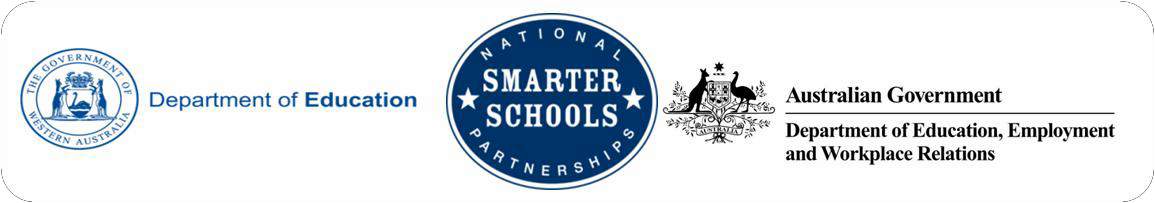 THE GOVERNMENT OF
WESTERN AUSTRALIA
Department of Education
NATIONAL
SMARTER
SCHOOLS
PARTNERSHIPS
AUSTRALIA
Australian Government
Department of Education, Employment
and Workplace Relations